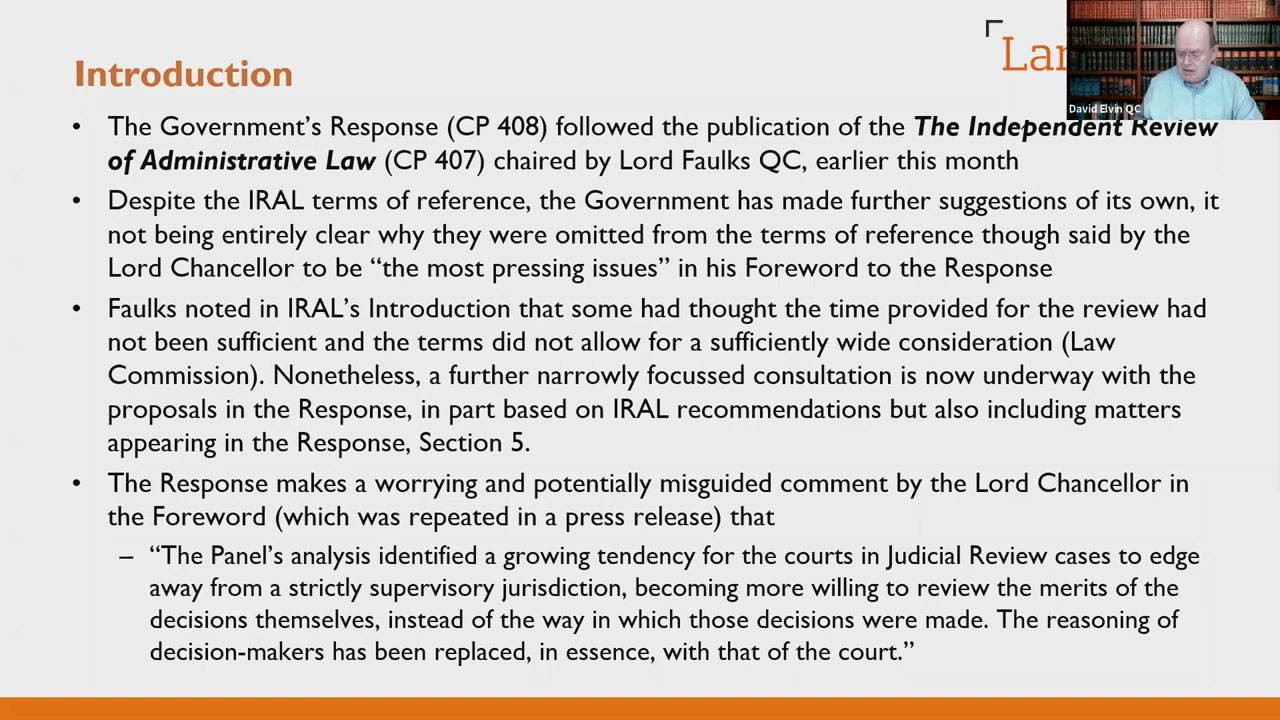 Lan
David Elvin QC
Introduction
• The Government’s Response (CP 408) followed the publication of the The Independent Review
of Administrative Law (CP 407) chaired by Lord Faulks QC, earlier this month
• Despite the IRAL terms of reference, the Government has made further suggestions of its own, it
not being entirely clear why they were omitted from the terms of reference though said by the
Lord Chancellor to be “the most pressing issues” in his Foreword to the Response
• Faulks noted in IRAL’s Introduction that some had thought the time provided for the review had
not been sufficient and the terms did not allow for a sufficiently wide consideration (Law
Commission). Nonetheless, a further narrowly focussed consultation is now underway with the
proposals in the Response, in part based on IRAL recommendations but also including matters
appearing in the Response, Section 5.
• The Response makes a worrying and potentially misguided comment by the Lord Chancellor in
the Foreword (which was repeated in a press release) that
– “The Panel’s analysis identified a growing tendency for the courts in Judicial Review cases to edge
away from a strictly supervisory jurisdiction, becoming more willing to review the merits of the
decisions themselves, instead of the way in which those decisions were made. The reasoning of
decision-makers has been replaced, in essence, with that of the court.”